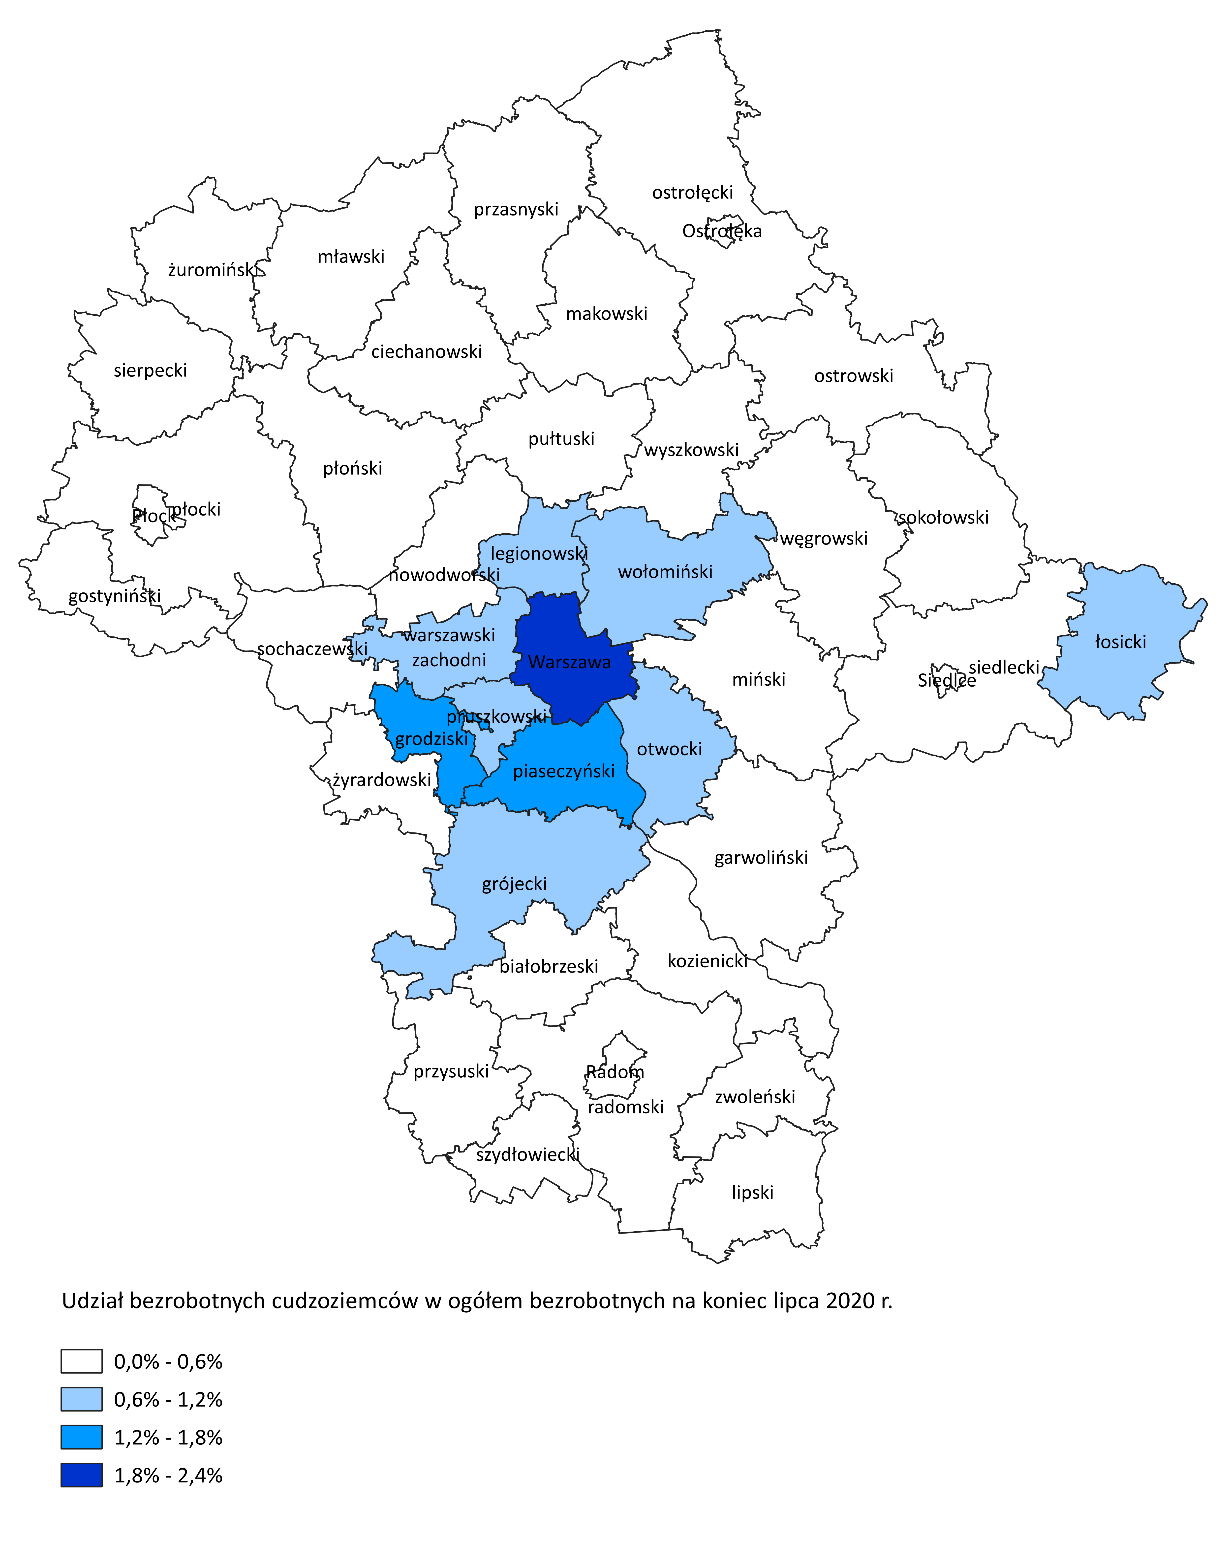 ostrołęcki
Ostrołęka
przasnyski
mławski
żuromiński
makowski
ciechanowski
sierpecki
ostrowski
pułtuski
wyszkowski
płoński
Płock
płocki
sokołowski
węgrowski
legionowski
wołomiński
nowodworski
gostyniński
sochaczewski
warszawski
zachodni
Warszawa
łosicki
siedlecki
Siedlce
miński
pruszkowski
grodziski
otwocki
piaseczyński
żyrardowski
garwoliński
grójecki
białobrzeski
kozienicki
przysuski
Radom
radomski
zwoleński
szydłowiecki
lipski
Udział bezrobotnych cudzoziemców w ogółem bezrobotnych na koniec lipca 2020 r.
0,0% - 0,6%
0,6% - 1,2%
1,2% - 1,8%
1,8% - 2,4%